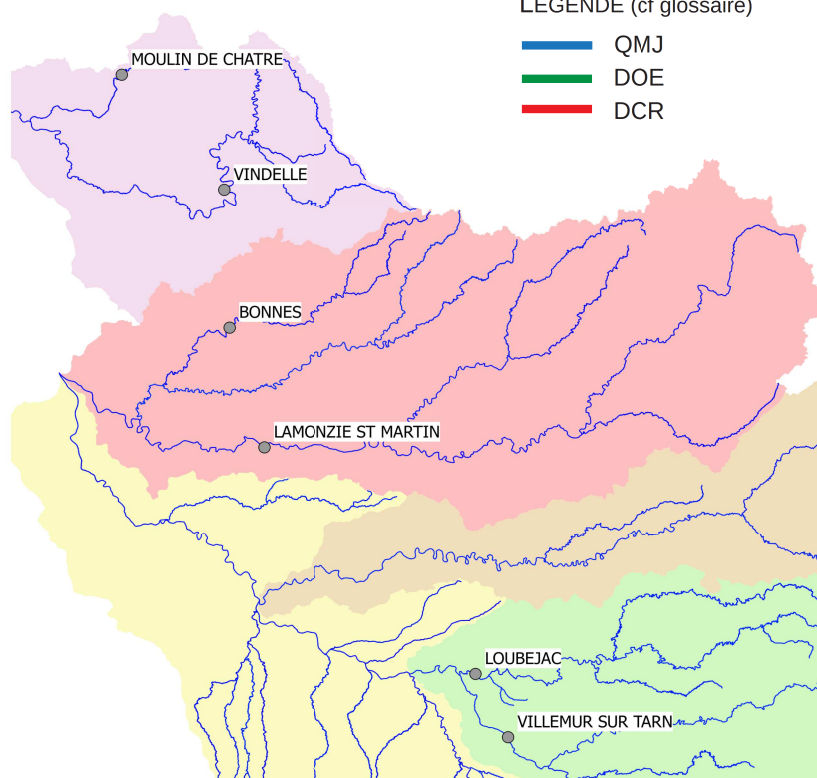 LEGENDE (cf glossaire)
QMJ
DOE
DCR
MOULIN DE CHATRE
VINDELLE
BONNES
LAMONZIE ST MARTIN
LOUBEJAC
VILLEMUR SUR TARN